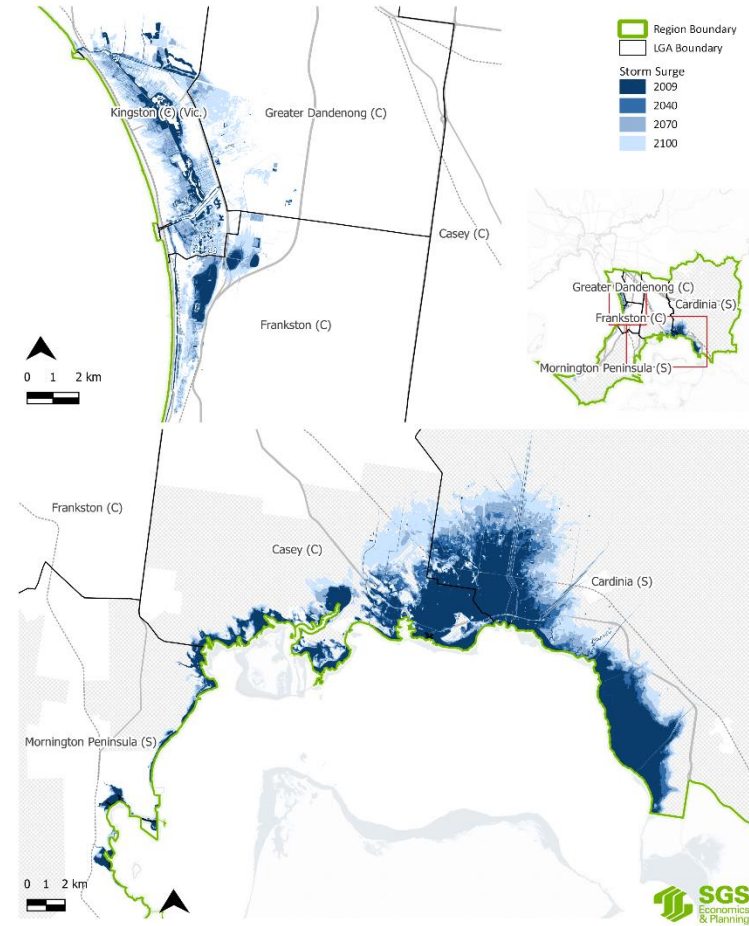 Region Boundary
LGA Boundary
Storm Surge
2009
2040
2070
2100
Kingston (C) (Vic.)
Greater Dandenong (C)
Casey (C)
Frankston (C)
0 1 2 km
Greater Dandenong (C)
Cardinia (S)
Frankston (C)
Mornington Peninsula (S)
Frankston (C)
Casey (C)
Cardinia (S)
Mornington Peninsula (S)
0 1 2 km
SGS
Economics
& Planning